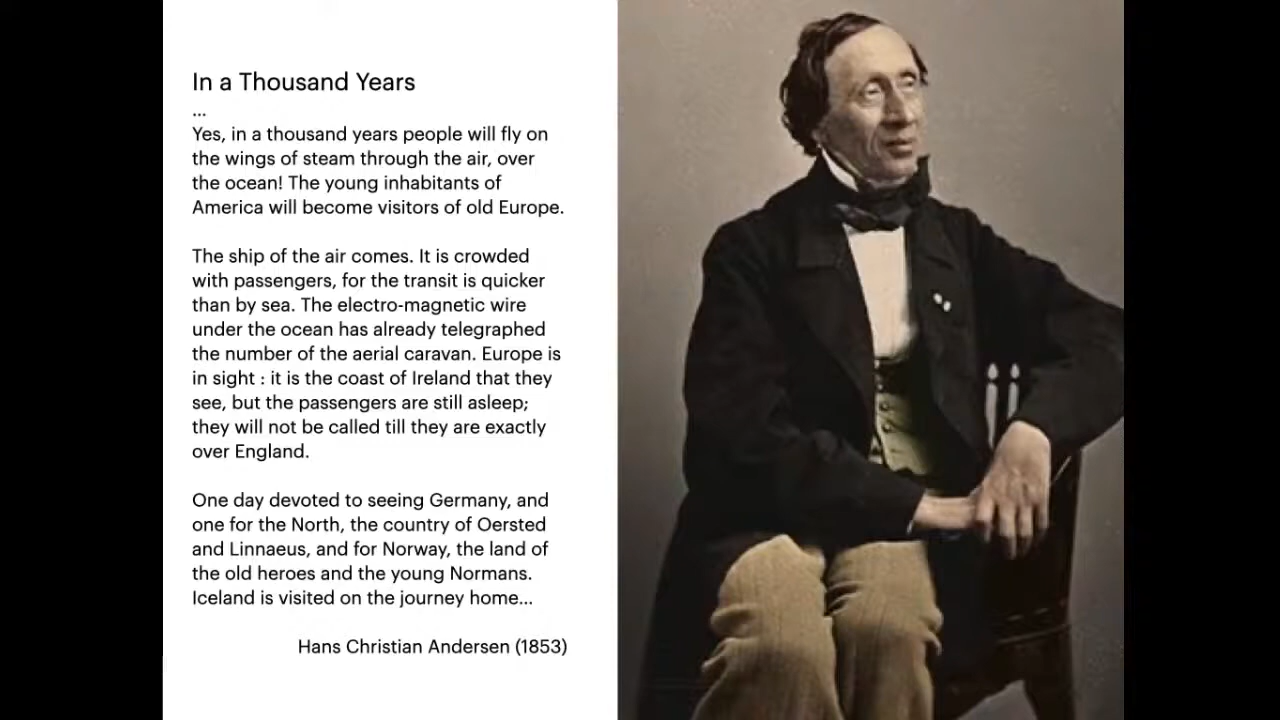 In a Thousand Years
...
Yes, in a thousand years people will fly on
the wings of steam through the air, over
the ocean! The young inhabitants of
America will become visitors of old Europe.
The ship of the air comes. It is crowded
with passengers, for the transit is quicker
than by sea. The electro-magnetic wire
under the ocean has already telegraphed
the number of the aerial caravan. Europe is
in sight : it is the coast of Ireland that they
see, but the passengers are still asleep;
they will not be called till they are exactly
over England.
One day devoted to seeing Germany, and
one for the North, the country of Oersted
and Linnaeus, and for Norway, the land of
the old heroes and the young Normans.
Iceland is visited on the journey home...
Hans Christian Andersen (1853)